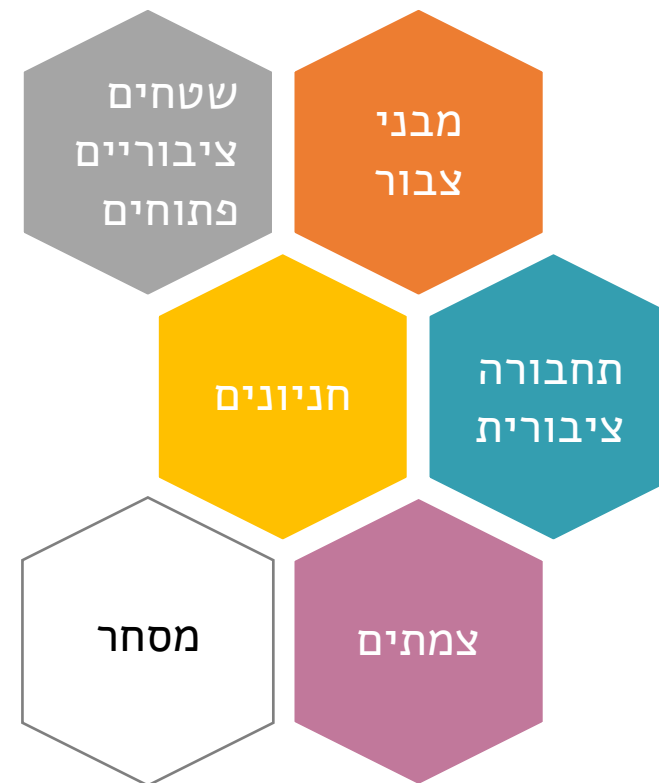 מבני
צבור
שטחים
ציבוריים
פתוחים
תחבורה
ציבורית
חניונים
צמתים
מסחר